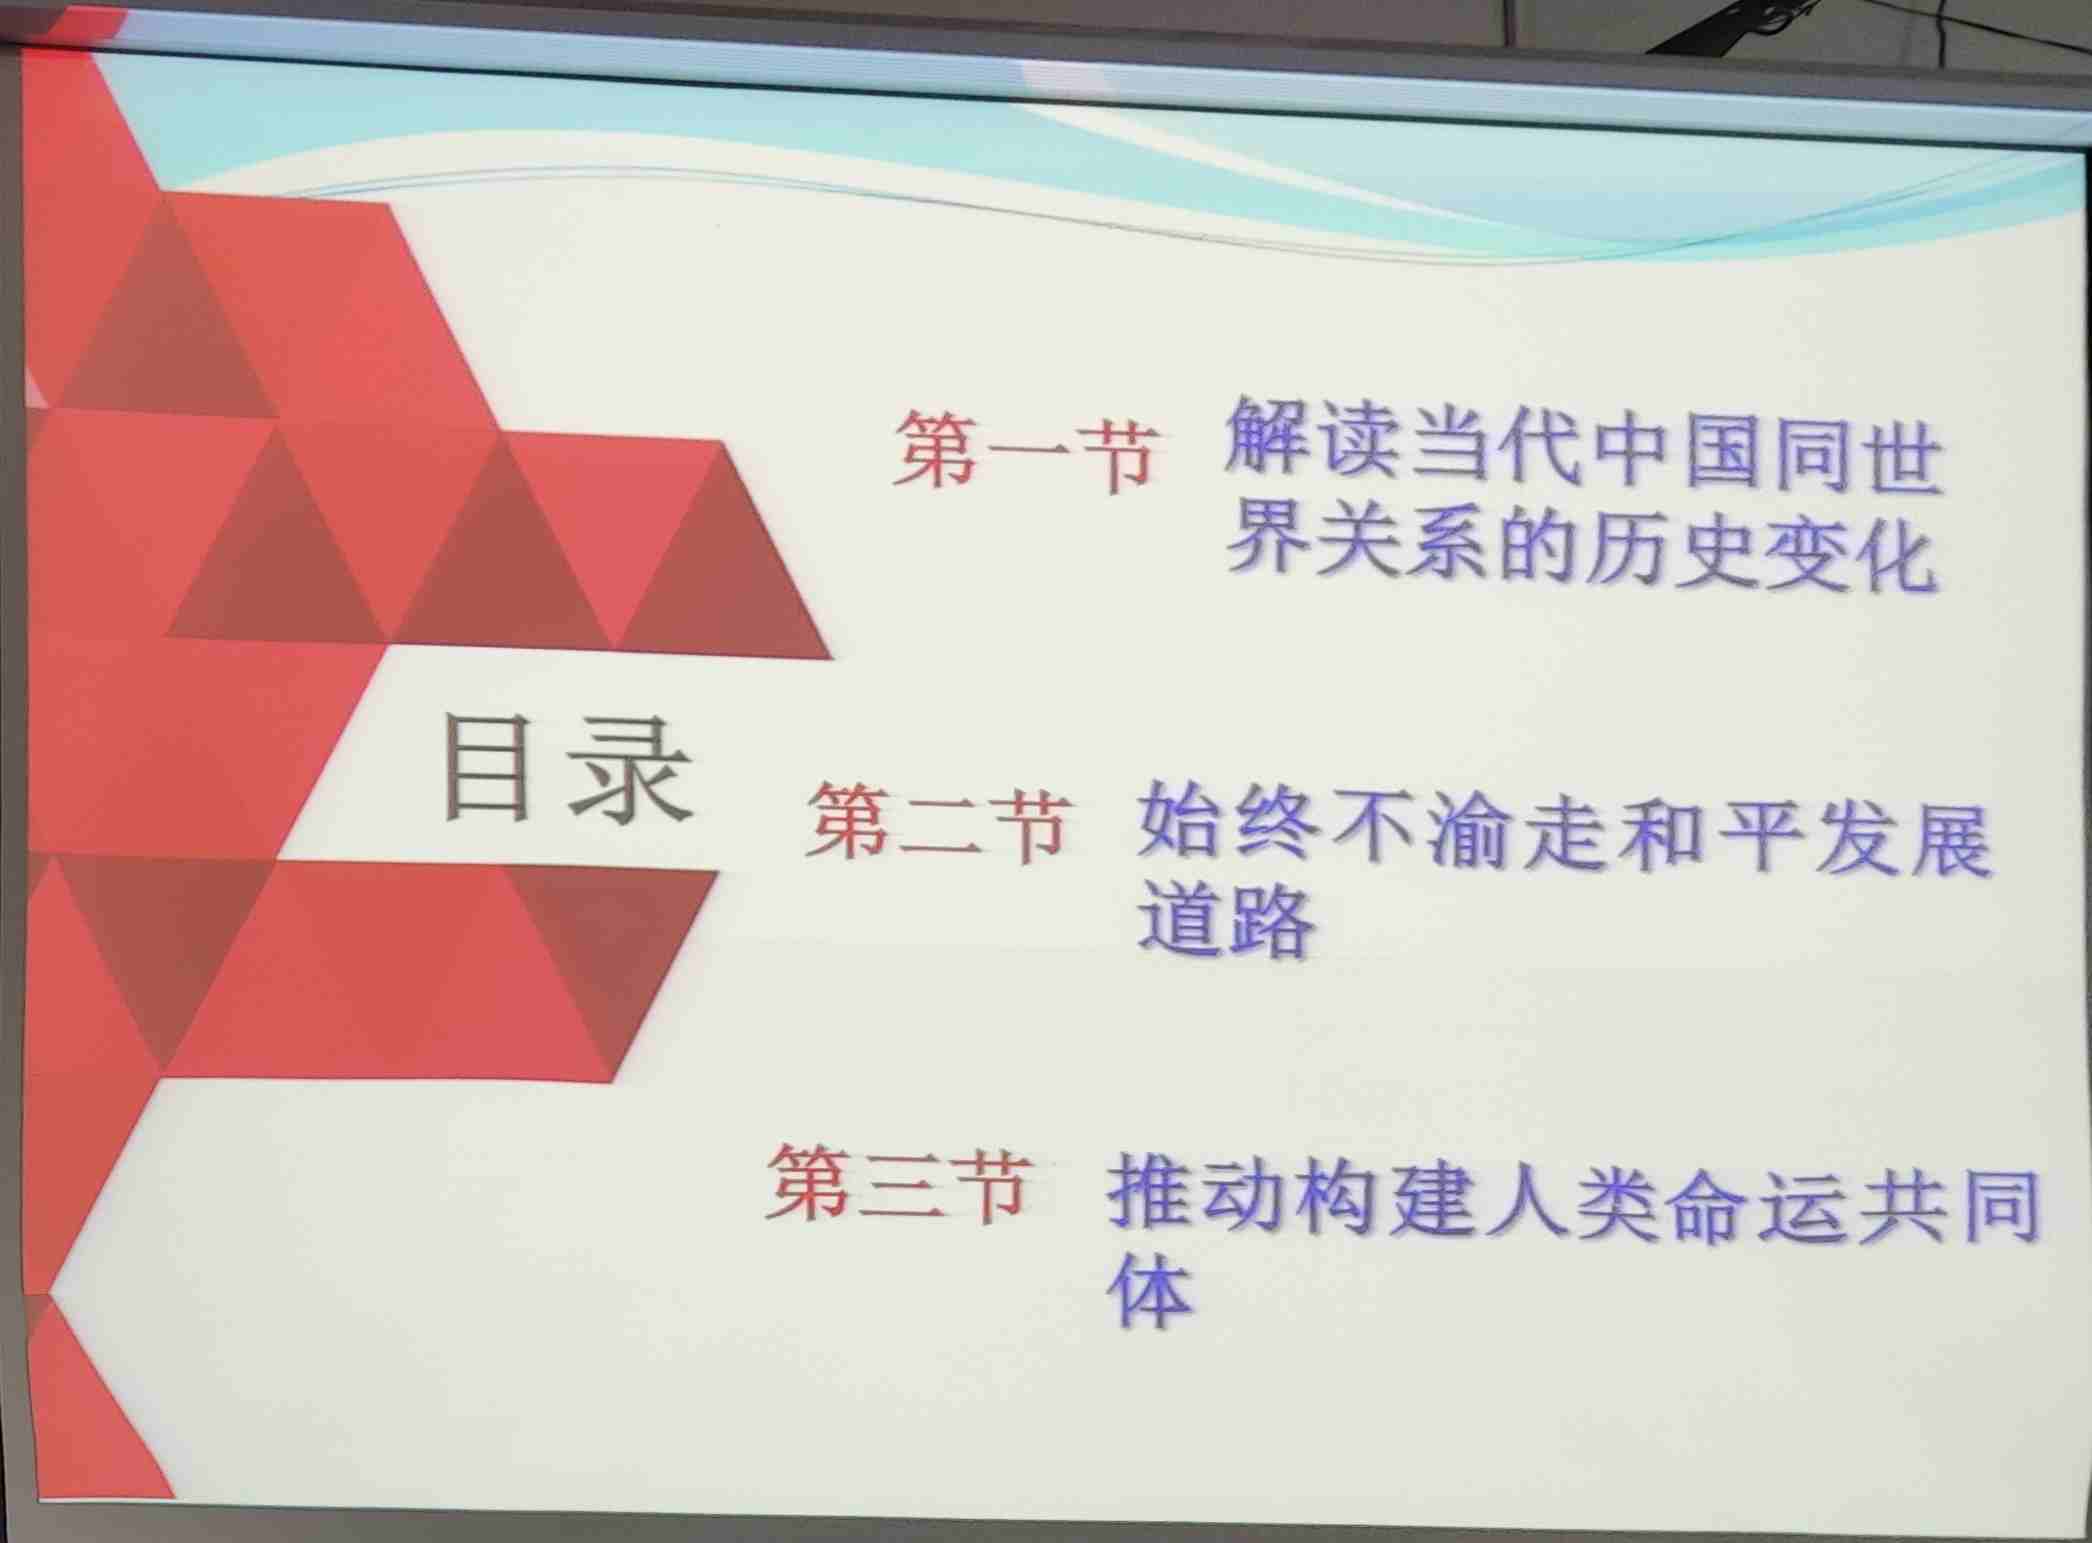 目录
第一节 解读当代中国同世
界关系的历史变化
第二节 始终不渝走和平发展
道路
第三节 推动构建人类命运共同
体